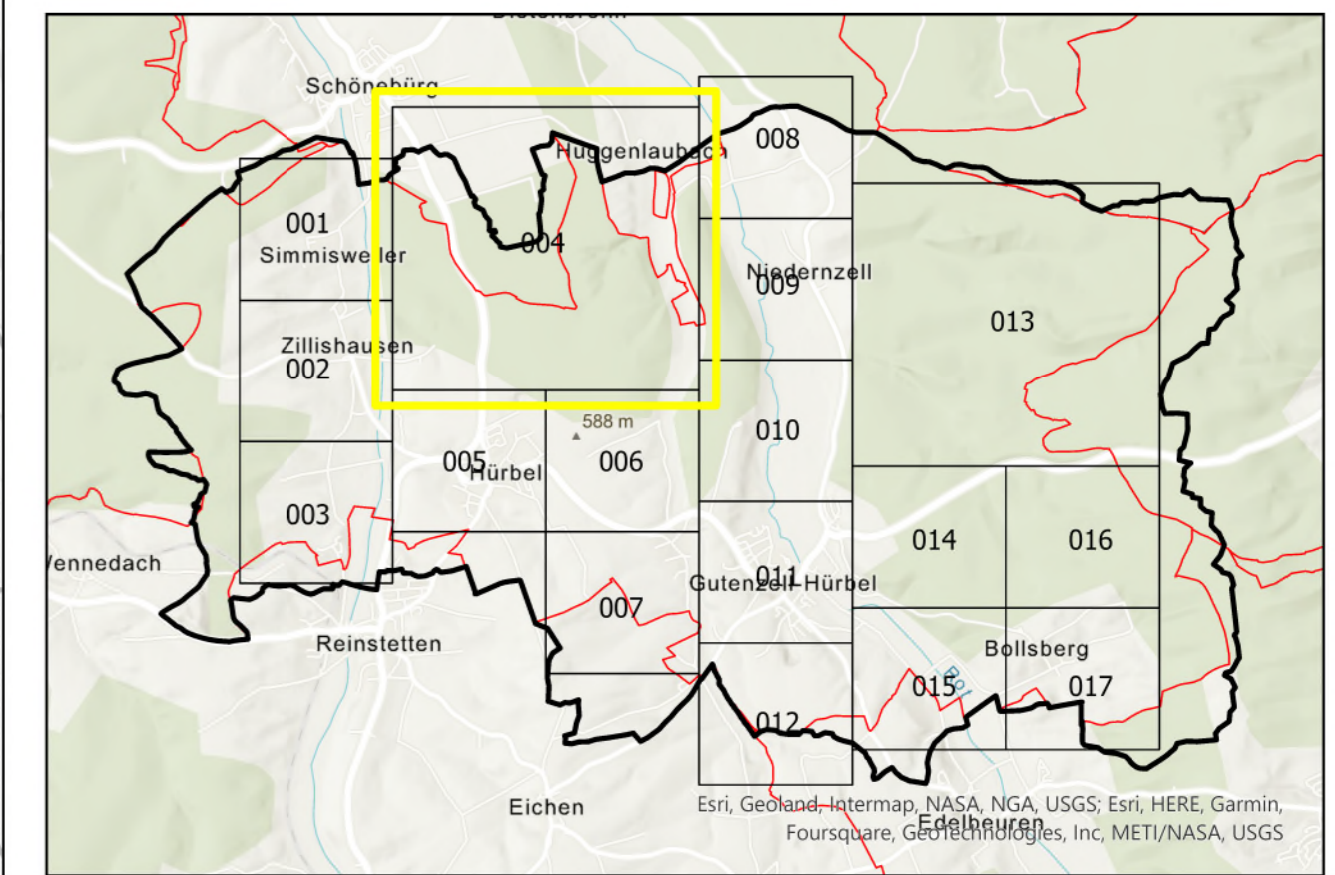 Schönebürg
008
Huggenlaubach
001
004
Simmisweiler
Niedernzell
009
013
Zillishausen
002
588 m
010
005
006
Hürbel
003
014
016
/ennedach
011
Gutenzell-Hürbel
007
Reinstetten
Bollsberg
Rot
015
017
012
Eichen
Esri, Geoland, Intermap, NASA, NGA, USGS; Esri, HERE, Garmin,
Edelbeuren
Foursquare, GeoTechnologies, Inc, METI/NASA, USGS